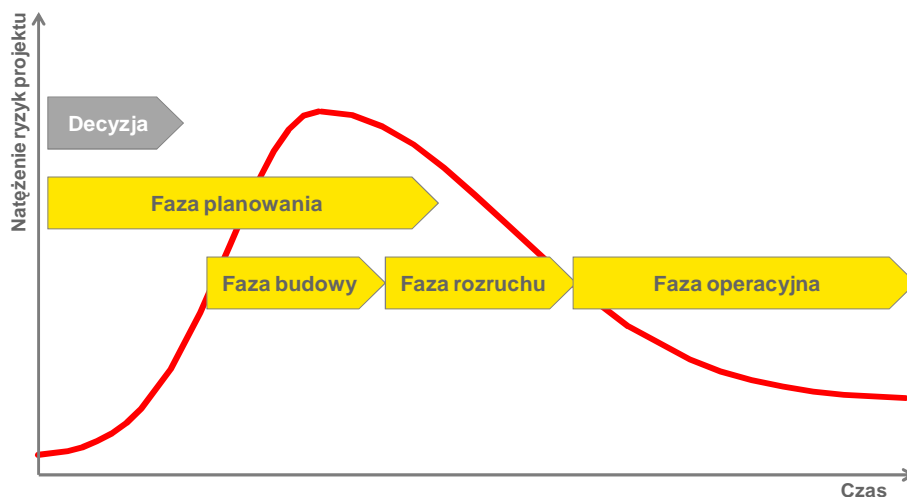 Natężenie ryzyk projektu
Decyzja
Faza planowania
Faza budowy
Faza rozruchu
Faza operacyjna
Czas